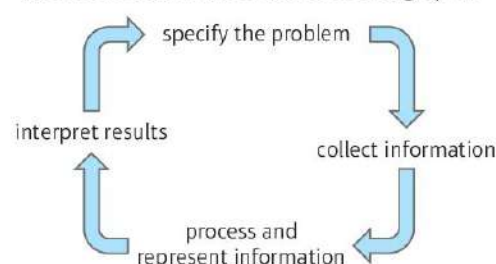 specify the problem
interpret results
collect information
process and
represent information